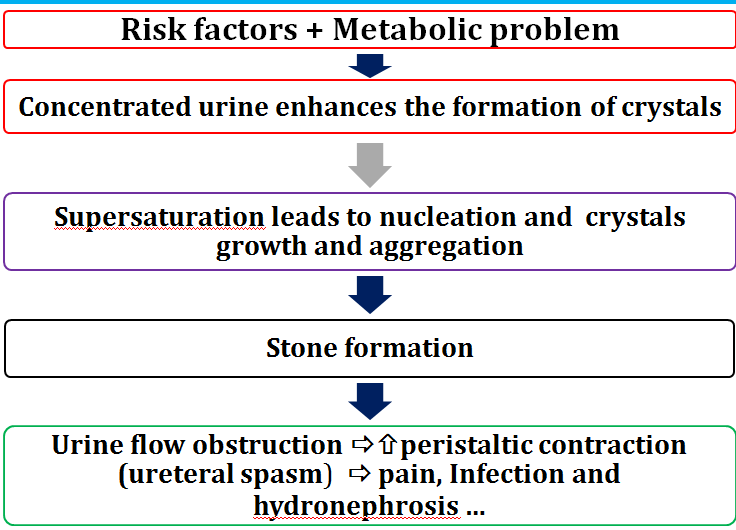 Risk factors + Metabolic problem
Concentrated urine enhances the formation of crystals
Supersaturation leads to nucleation and crystals
growth and aggregation
Stone formation
Urine flow obstruction ⇨⇧peristaltic contraction
(ureteral spasm) ⇨ pain, Infection and
hydronephrosis ...